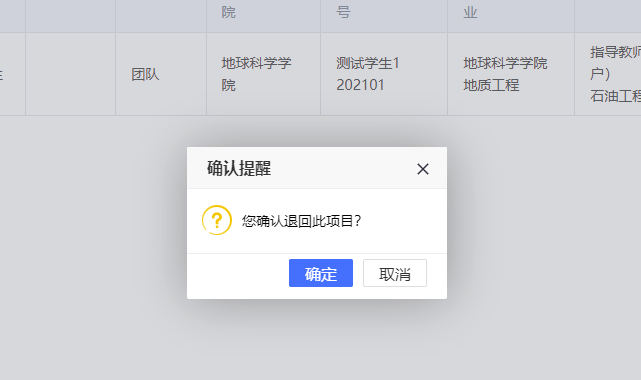 院
号
业
团队
地球科学学
院
测试学生1
202101
地球科学学院
地质工程
指导教师
户）
石油工程
确认提醒
您确认退回此项目？
确定
取消